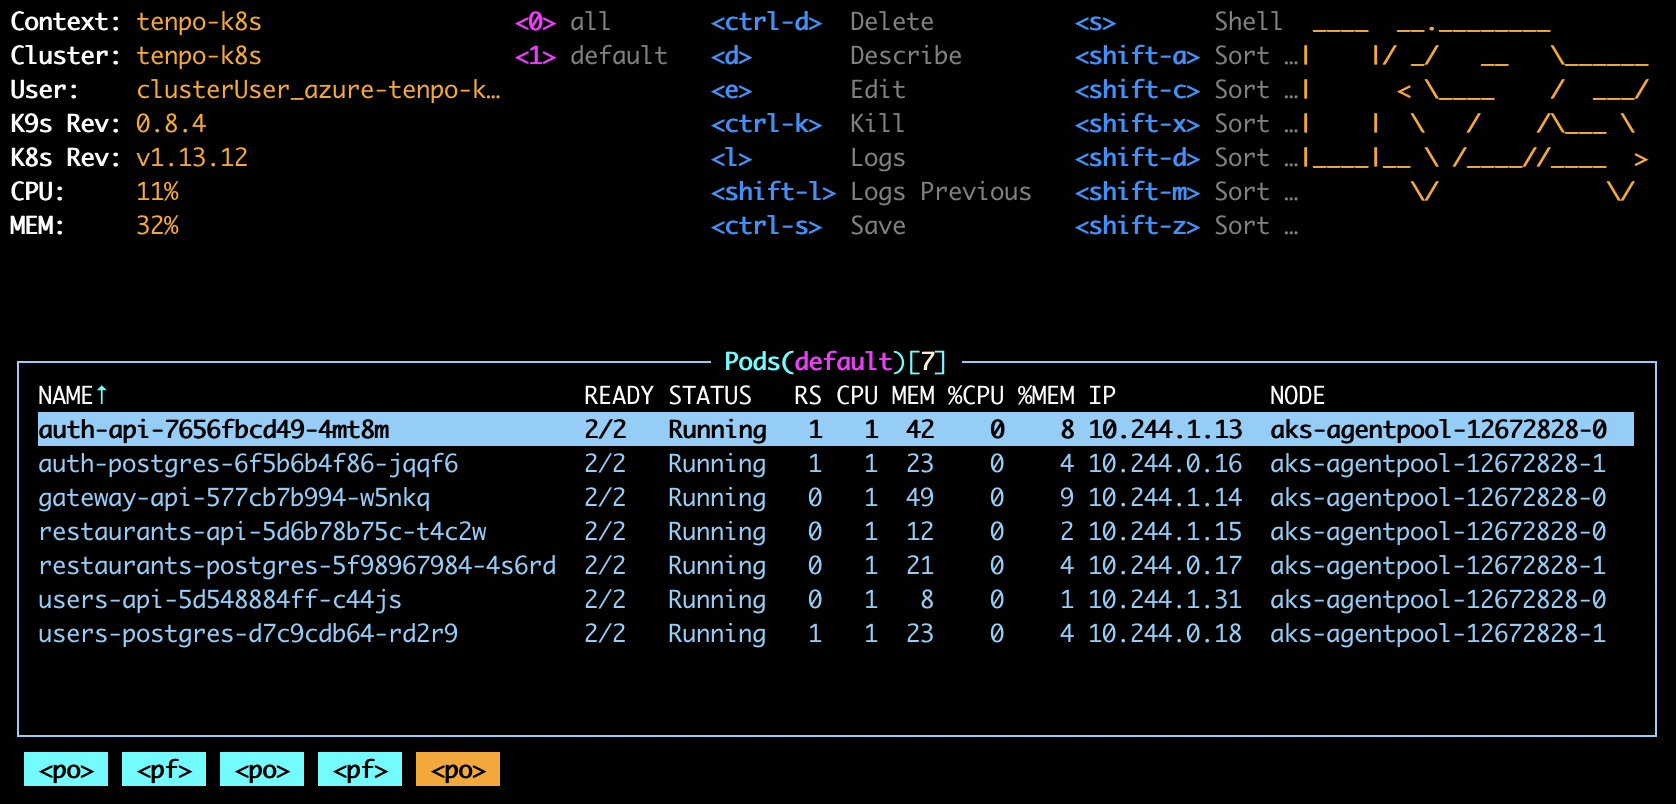 Context: tenpo-k8s <0> all <ctrl-d> Delete <s> Shell
Cluster: tenpo-k8s <1> default <d> Describe <shift-a> Sort …
User: clusterUser_azure-tenpo-k… <e> Edit <shift-c> Sort …
K9s Rev: 0.8.4 <ctrl-k> Kill <shift-x> Sort …
K8s Rev: v1.13.12 <l> Logs <shift-d> Sort …
CPU: 11% <shift-l> Logs Previous <shift-m> Sort …
MEM: 32% <ctrl-s> Save <shift-z> Sort …
Pods(default)[7]
NAME↑ READY STATUS RS CPU MEM %CPU %MEM IP NODE
auth-api-7656fbcd49-4mt8m 2/2 Running 1 1 42 0 8 10.244.1.13 aks-agentpool-12672828-0
auth-postgres-6f5b6b4f86-jqqf6 2/2 Running 1 1 23 0 4 10.244.0.16 aks-agentpool-12672828-1
gateway-api-577cb7b994-w5nkq 2/2 Running 0 1 49 0 9 10.244.1.14 aks-agentpool-12672828-0
restaurants-api-5d6b78b75c-t4c2w 2/2 Running 0 1 12 0 2 10.244.1.15 aks-agentpool-12672828-0
restaurants-postgres-5f98967984-4s6rd 2/2 Running 0 1 21 0 4 10.244.0.17 aks-agentpool-12672828-1
users-api-5d548884ff-c44js 2/2 Running 0 1 8 0 1 10.244.1.31 aks-agentpool-12672828-0
users-postgres-d7c9cdb64-rd2r9 2/2 Running 1 1 23 0 4 10.244.0.18 aks-agentpool-12672828-1
<po> <pf> <po> <pf> <po>